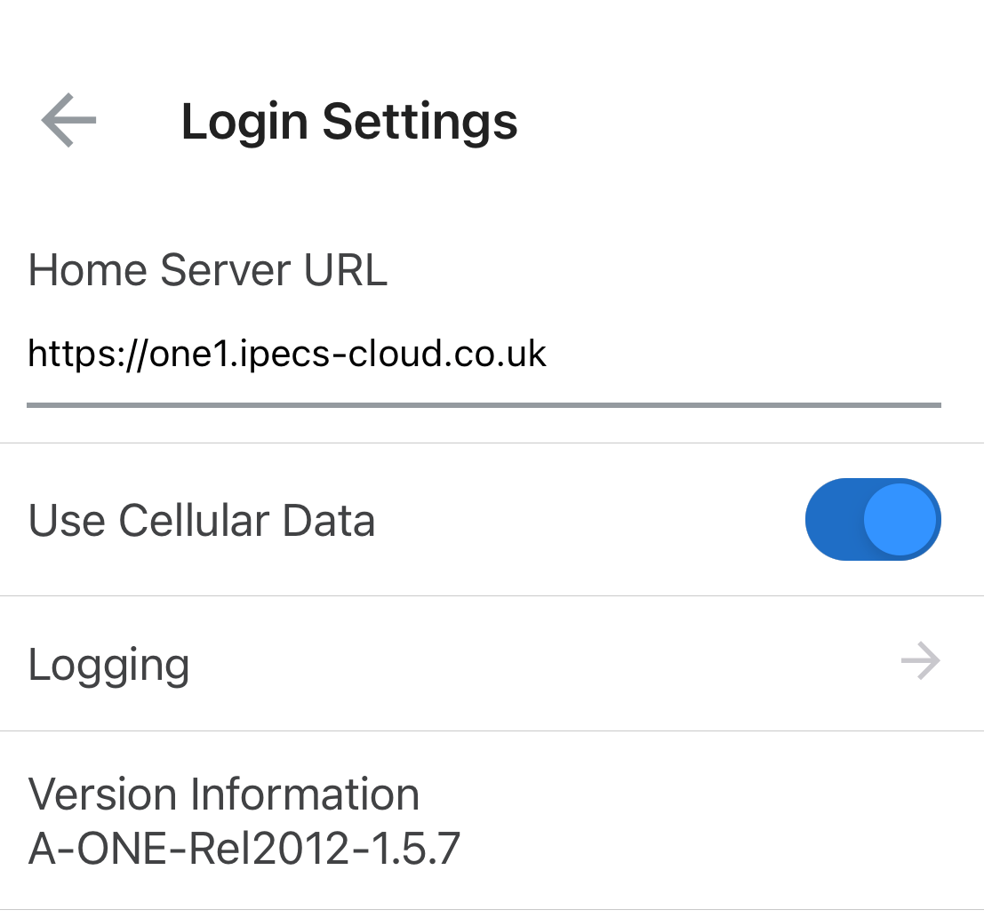 Login Settings
Home Server URL
https://one1.ipecs-cloud.co.uk
Use Cellular Data
Logging
Version Information
A-ONE-Rel2012-1.5.7